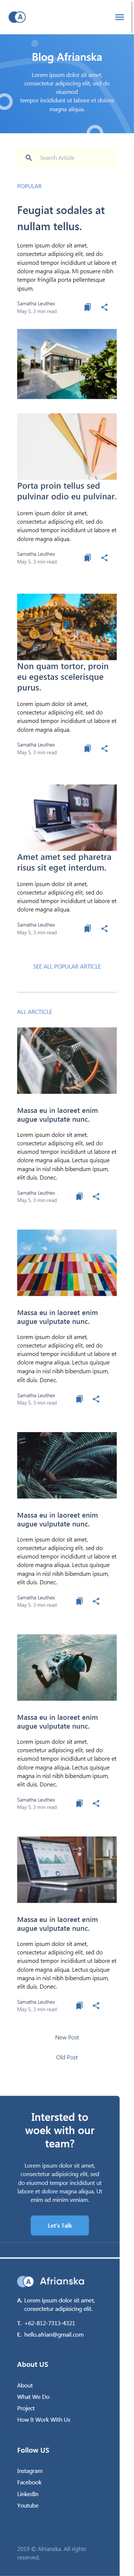 A
Blog Afrianska
Lorem ipsum dolor sit amet,
consectetur adipiscing elit, sed do
eiusmod
tempor incididunt ut labore et dolore
magna aliqua.
Search Article
POPULAR
Feugiat sodales at
nullam tellus.
Lorem ipsum dolor sit amet,
consectetur adipiscing elit, sed do
eiusmod tempor incididunt ut labore et
dolore magna aliqua. Mi posuere nibh
tempor fringilla porta pellentesque
ipsum.
Samatha Leuthex
May 5, 3 min read
Porta proin tellus sed
pulvinar odio eu pulvinar.
Lorem ipsum dolor sit amet,
consectetur adipiscing elit, sed do
eiusmod tempor incididunt ut labore et
dolore magna aliqua.
Samatha Leuthex
May 5, 3 min read
Non quam tortor, proin
eu egestas scelerisque
purus.
Lorem ipsum dolor sit amet,
consectetur adipiscing elit, sed do
eiusmod tempor incididunt ut labore et
dolore magna aliqua.
Samatha Leuthex
May 5, 3 min read
Amet amet sed pharetra
risus sit eget interdum.
Lorem ipsum dolor sit amet,
consectetur adipiscing elit, sed do
eiusmod tempor incididunt ut labore et
dolore magna aliqua.
Samatha Leuthex
May 5, 3 min read
SEE ALL POPULAR ARTICLE
ALL ARCTICLE
Massa eu in laoreet enim
augue vulputate nunc.
Lorem ipsum dolor sit amet,
consectetur adipiscing elit, sed do
eiusmod tempor incididunt ut labore et
dolore magna aliqua. Lectus quisque
magna in nisl nibh bibendum quam,
elit duis. Donec.
Samatha Leuthex
May 5, 3 min read
Massa eu in laoreet enim
augue vulputate nunc.
Lorem ipsum dolor sit amet,
consectetur adipiscing elit, sed do
eiusmod tempor incididunt ut labore et
dolore magna aliqua. Lectus quisque
magna in nisl nibh bibendum quam,
elit duis. Donec.
Samatha Leuthex
May 5, 3 min read
Massa eu in laoreet enim
augue vulputate nunc.
Lorem ipsum dolor sit amet,
consectetur adipiscing elit, sed do
eiusmod tempor incididunt ut labore et
dolore magna aliqua. Lectus quisque
magna in nisl nibh bibendum quam,
elit duis. Donec.
Samatha Leuthex
May 5, 3 min read
Massa eu in laoreet enim
augue vulputate nunc.
Lorem ipsum dolor sit amet,
consectetur adipiscing elit, sed do
eiusmod tempor incididunt ut labore et
dolore magna aliqua. Lectus quisque
magna in nisl nibh bibendum quam,
elit duis. Donec.
Samatha Leuthex
May 5, 3 min read
Massa eu in laoreet enim
augue vulputate nunc.
Lorem ipsum dolor sit amet,
consectetur adipiscing elit, sed do
eiusmod tempor incididunt ut labore et
dolore magna aliqua. Lectus quisque
magna in nisl nibh bibendum quam,
elit duis. Donec.
Samatha Leuthex
May 5, 3 min read
New Post
Old Post
Intersted to
woek with our
team?
Lorem ipsum dolor sit amet,
consectetur adipiscing elit,
sed do eiusmod tempor incididunt ut
labore et dolore magna aliqua. Ut
enim ad minim veniam.
Let's Talk
A Afrianska
A. Lorem ipsum dolor sit amet,
consectetur adipiscing elit.
T. +62-812-7313-4321
E. hello.afrian@gmail.com
About US
About
What We Do
Project
How It Work With Us
Follow US
Instagram
Facebook
LinkedIn
Youtube
2019 © Afrianska. All rights
reserved.